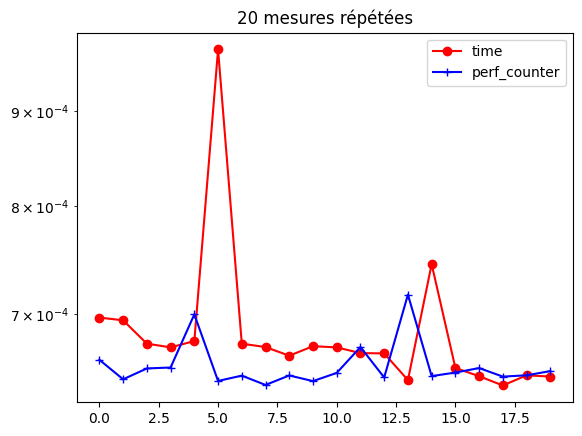 20 mesures répétées
time
perf_counter
9 × 10⁻⁴
8 × 10⁻⁴
7 × 10⁻⁴
0.0 2.5 5.0 7.5 10.0 12.5 15.0 17.5